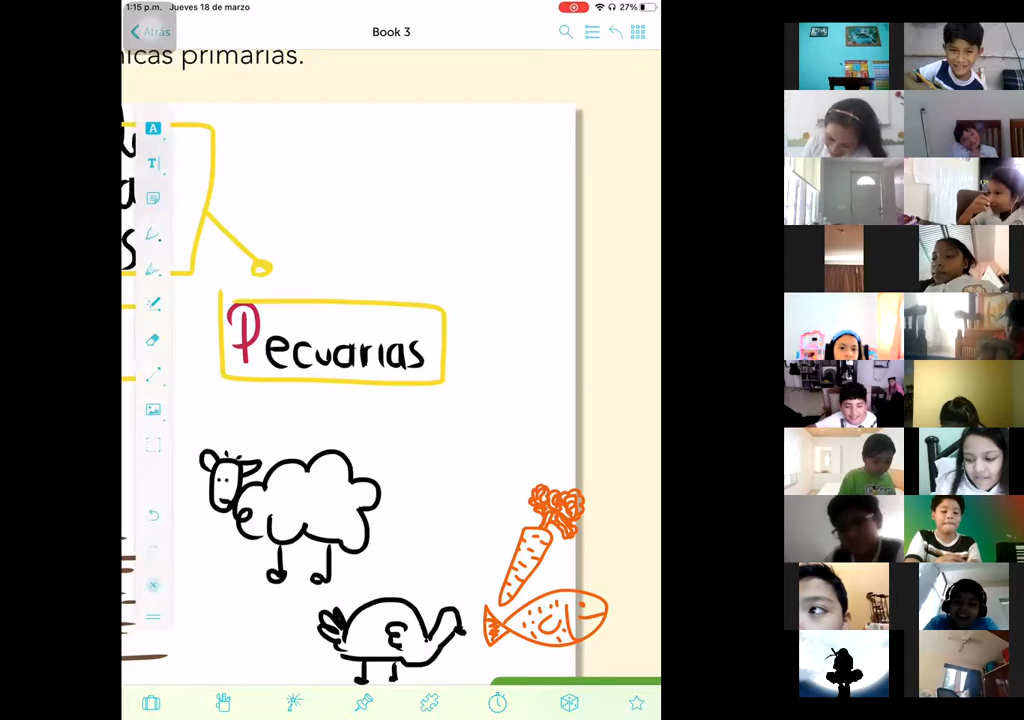 1:15 p.m. Jueves 18 de marzo
27%
Atrás
Book 3
nicas primarias.
A
T
Pecuarias